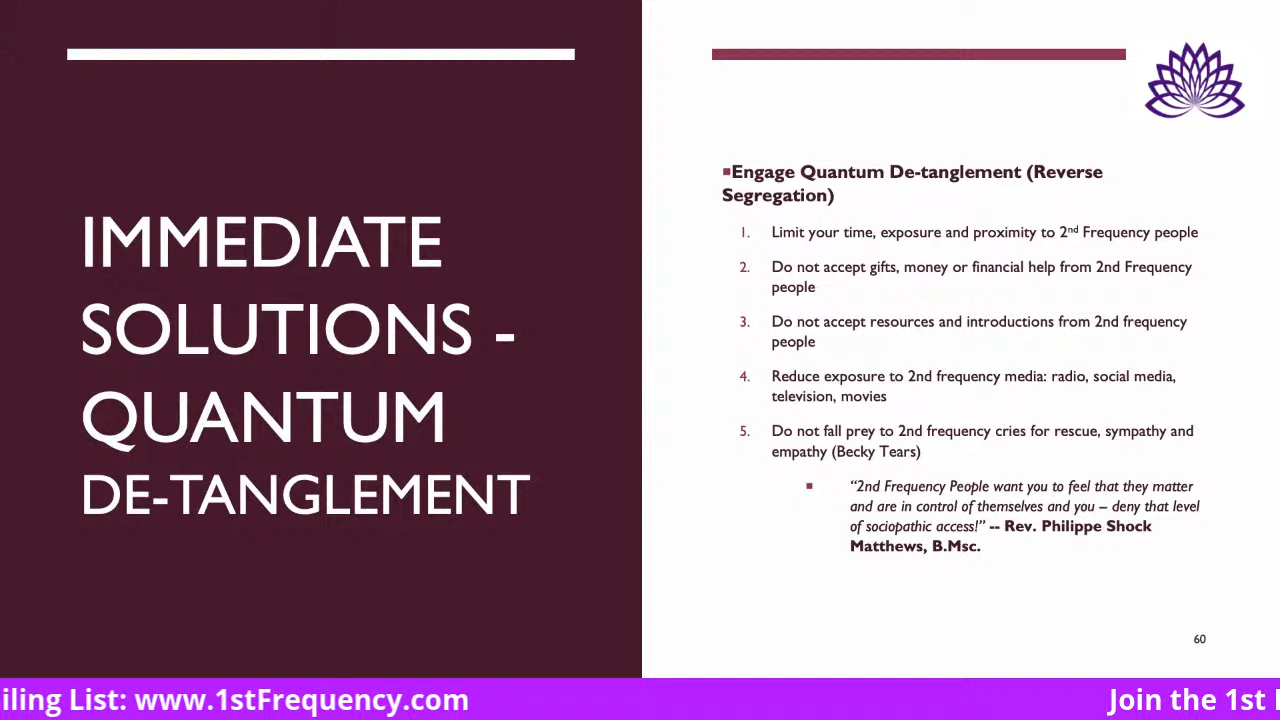 IMMEDIATE
SOLUTIONS -
QUANTUM
DE-TANGLEMENT
▪Engage Quantum De-tanglement (Reverse
Segregation)
1. Limit your time, exposure and proximity to 2nd Frequency people
2. Do not accept gifts, money or financial help from 2nd Frequency
people
3. Do not accept resources and introductions from 2nd frequency
people
4. Reduce exposure to 2nd frequency media: radio, social media,
television, movies
5. Do not fall prey to 2nd frequency cries for rescue, sympathy and
empathy (Becky Tears)
▪ “2nd Frequency People want you to feel that they matter
and are in control of themselves and you – deny that level
of sociopathic access!” -- Rev. Philippe Shock
Matthews, B.Msc.
60
iling List: www.1stFrequency.com
Join the 1st